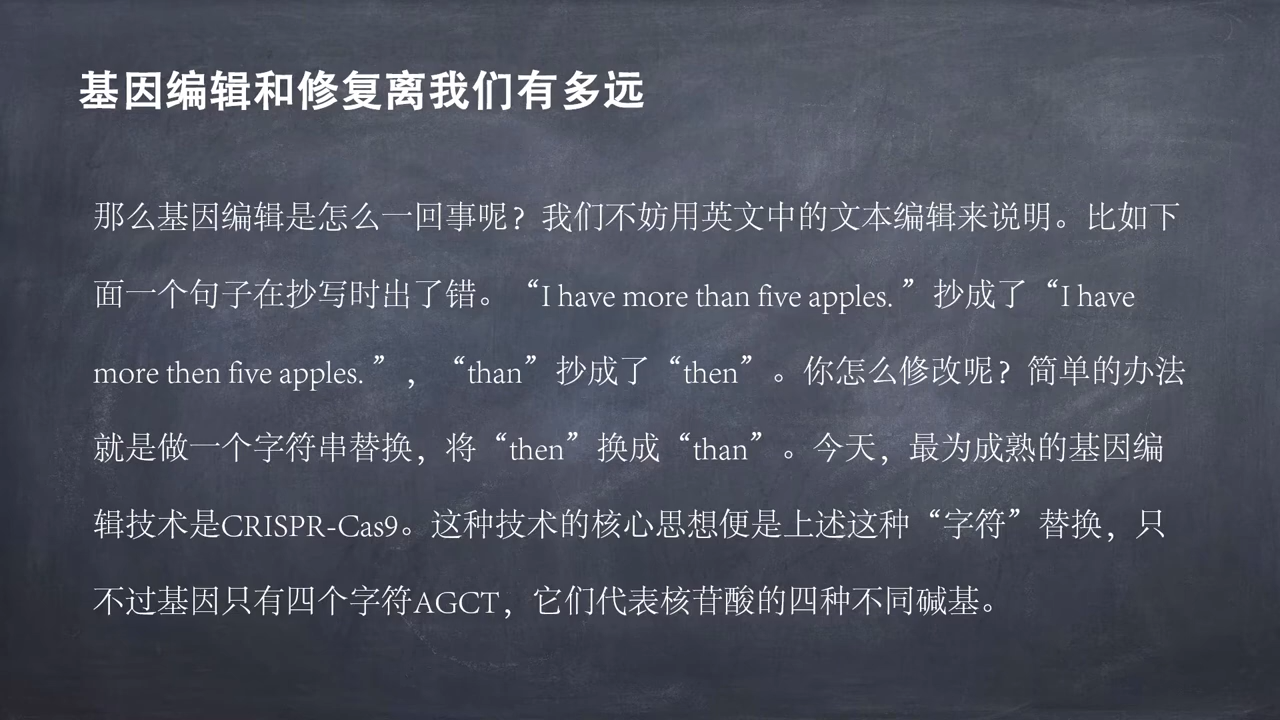 基因编辑和修复离我们有多远
那么基因编辑是怎么一回事呢？我们不妨用英文中的文本编辑来说明。比如下
面一个句子在抄写时出了错。“I have more than five apples. ”抄成了“I have
more then five apples. ”，“than”抄成了“then”。你怎么修改呢？简单的办法
就是做一个字符串替换，将“then”换成“than”。今天，最为成熟的基因编
辑技术是CRISPR-Cas9。这种技术的核心思想便是上述这种“字符”替换，只
不过基因只有四个字符AGCT，它们代表核苷酸的四种不同碱基。